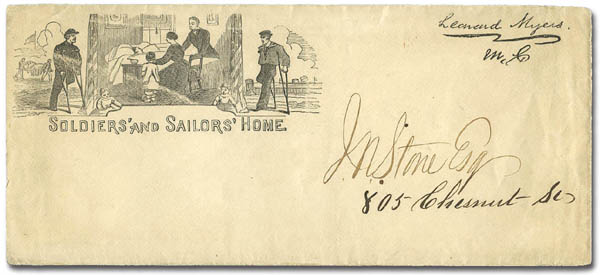 Leonard Myers.
M.C
SOLDIERS' AND SAILORS' HOME.
J.N. Stone Esq
805 Chesnut St